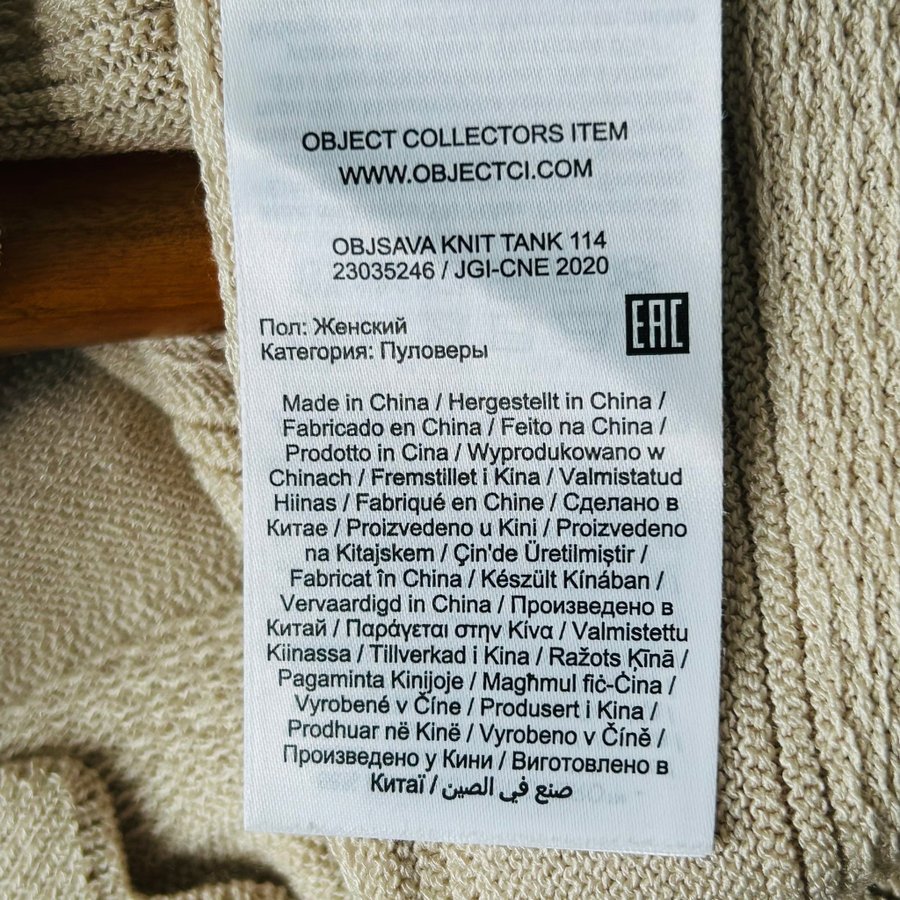 OBJECT COLLECTORS ITEM
WWW.OBJECTCI.COM
OBJSAVA KNIT TANK 114
23035246 / JGI-CNE 2020
EAC
Пол: Женский
Категория: Пуловеры
Made in China / Hergestellt in China /
Fabricado en China / Feito na China /
Prodotto in Cina / Wyprodukowano w
Chinach / Fremstillet i Kina / Valmistatud
Hiinas / Fabriqué en Chine / Сделано в
Китае / Proizvedeno u Kini / Proizvedeno
na Kitajskem / Çin'de Üretilmiştir /
Fabricat în China / Készült Kínában /
Vervaardigd in China / Произведено в
Китай / Παράγεται στην Κίνα / Valmistettu
Kiinassa / Tillverkad i Kina / Ražots Ķīnā /
Pagaminta Kinijoje / Magħmul fiċ-Ċina /
Vyrobené v Číne / Produsert i Kina /
Prodhuar në Kinë / Vyrobeno v Číně /
Произведено у Кини / Виготовлено в
Китаї / صنع في الصين